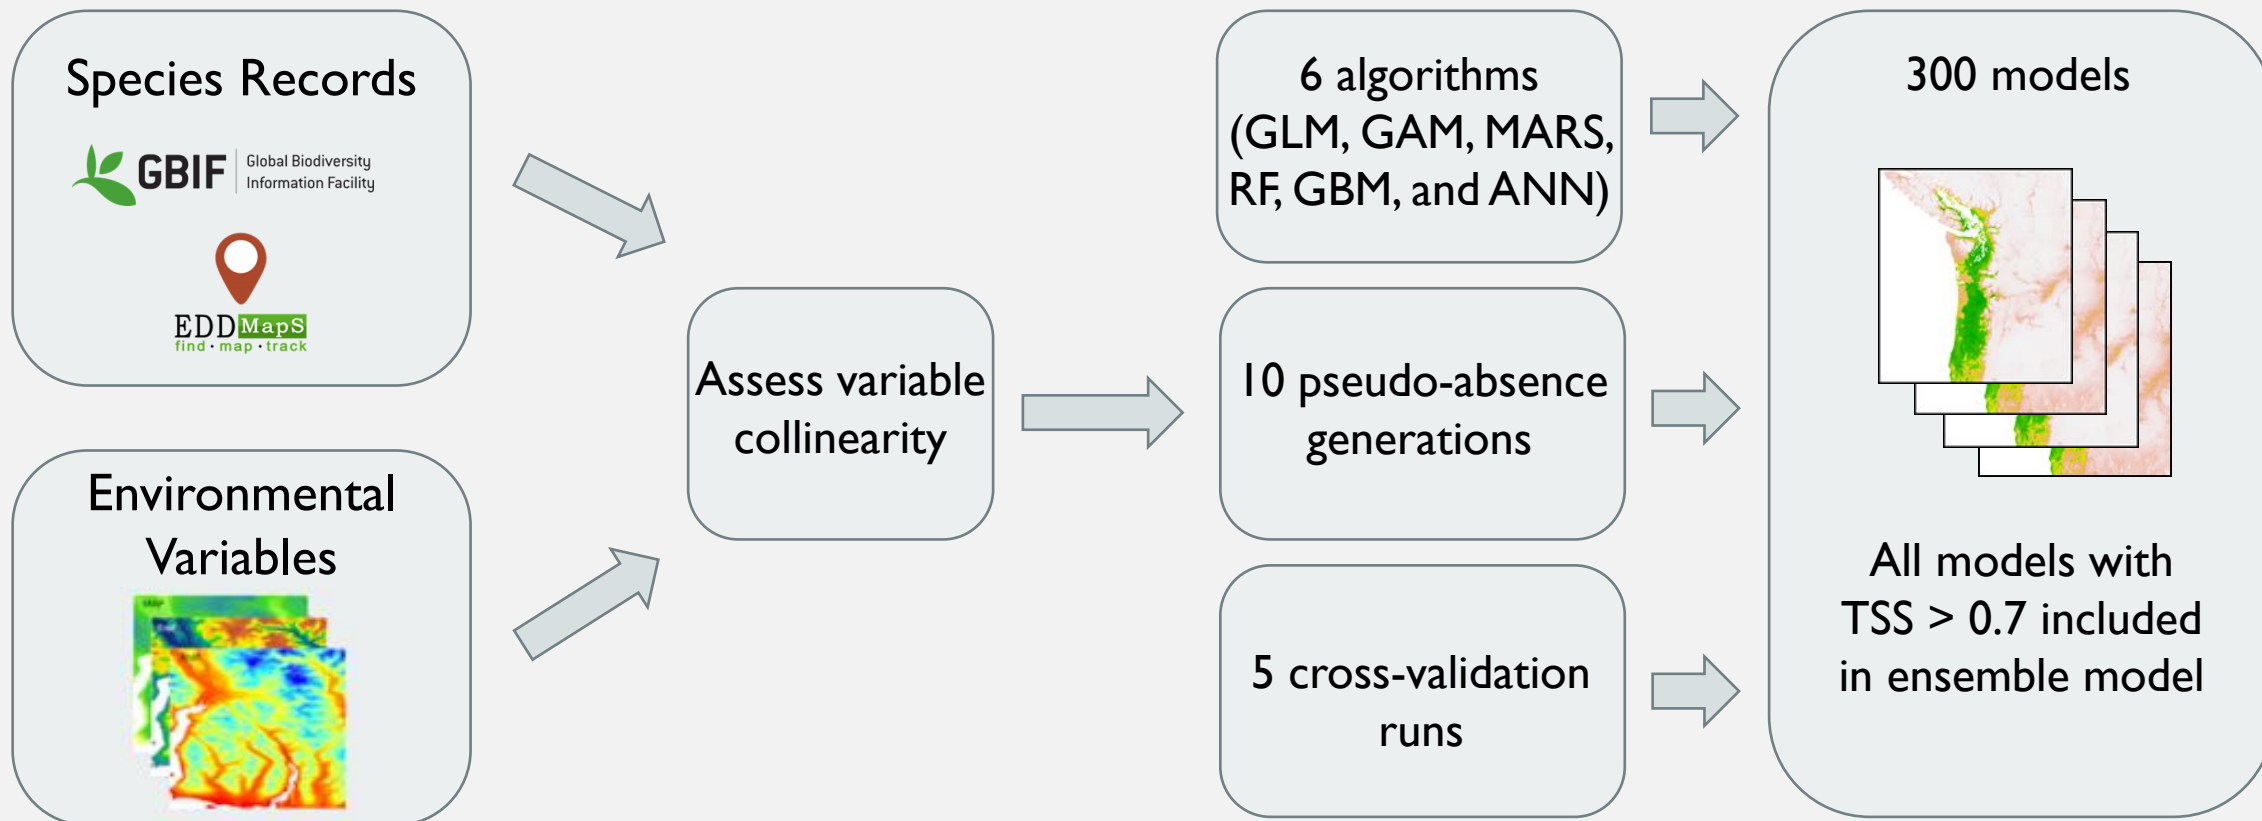 Species Records
GBIF
Global Biodiversity
Information Facility
EDDMapS
find · map · track
Environmental
Variables
Assess variable
collinearity
6 algorithms
(GLM, GAM, MARS,
RF, GBM, and ANN)
10 pseudo-absence
generations
5 cross-validation
runs
300 models
All models with
TSS > 0.7 included
in ensemble model